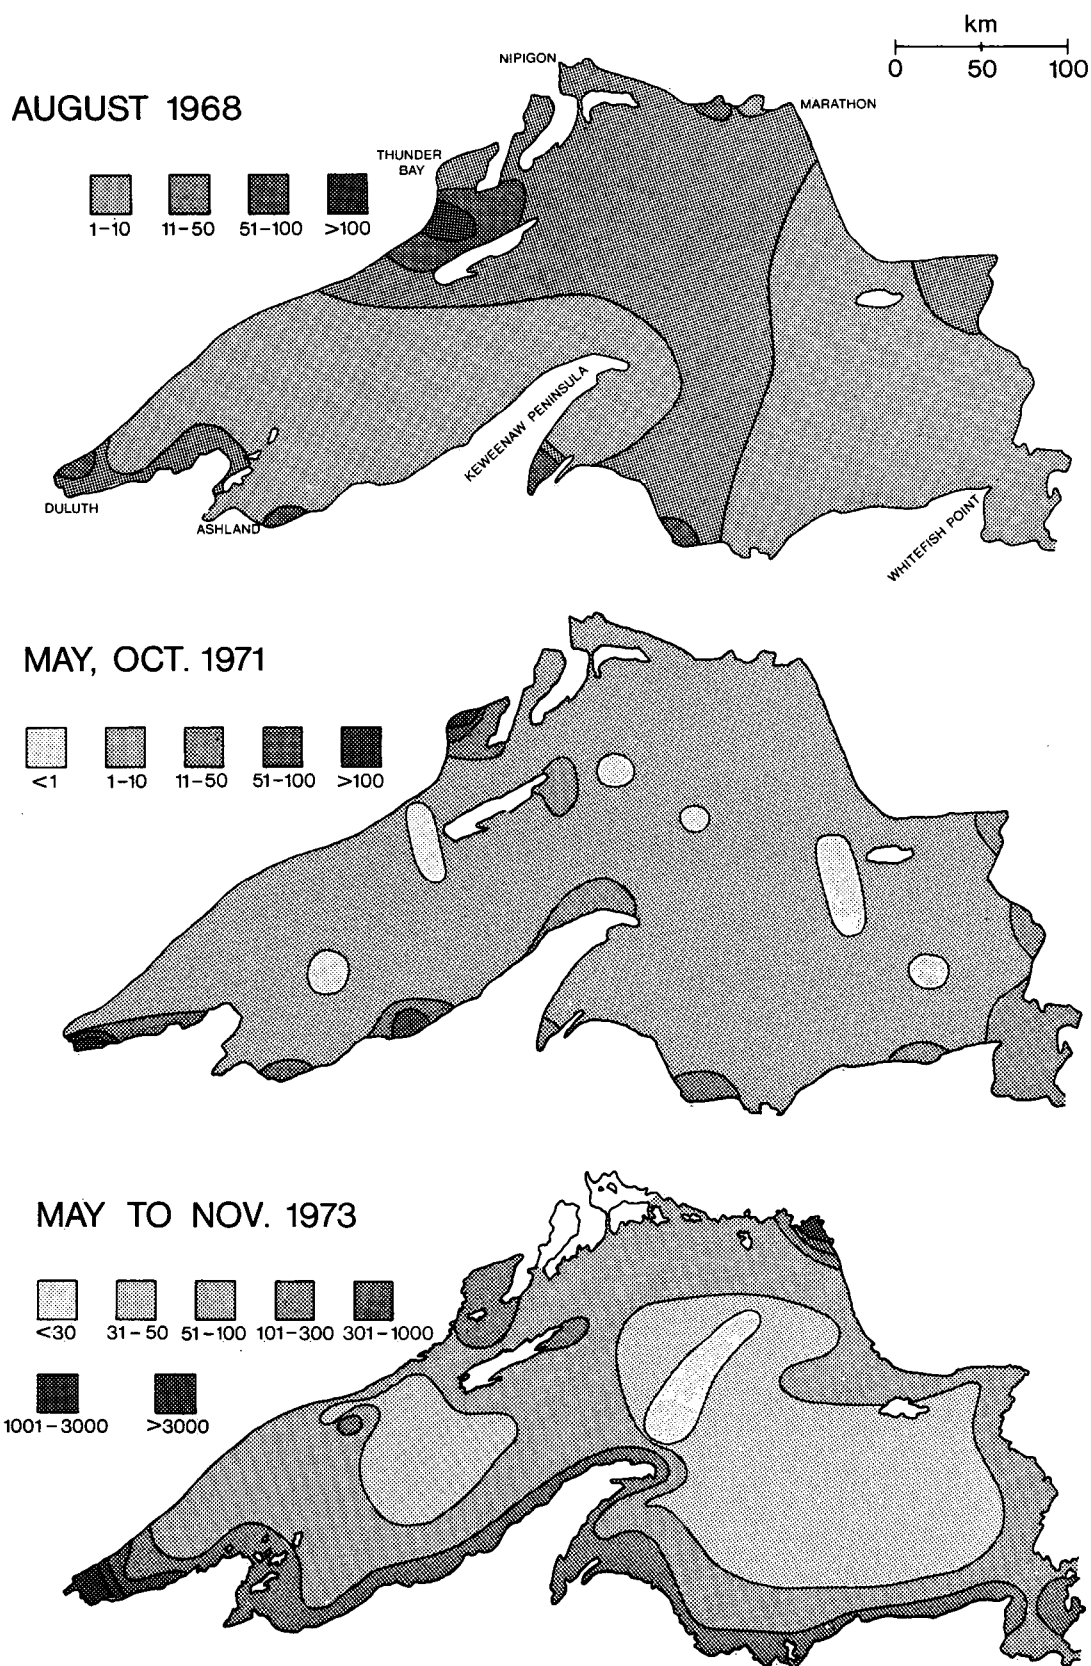 km
0 50 100
NIPIGON
AUGUST 1968
MARATHON
THUNDER
BAY
1–10 11–50 51–100 >100
KEWEENAW PENINSULA
DULUTH
ASHLAND
WHITEFISH POINT
MAY, OCT. 1971
<1 1–10 11–50 51–100 >100
MAY TO NOV. 1973
<30 31–50 51–100 101–300 301–1000
1001–3000 >3000